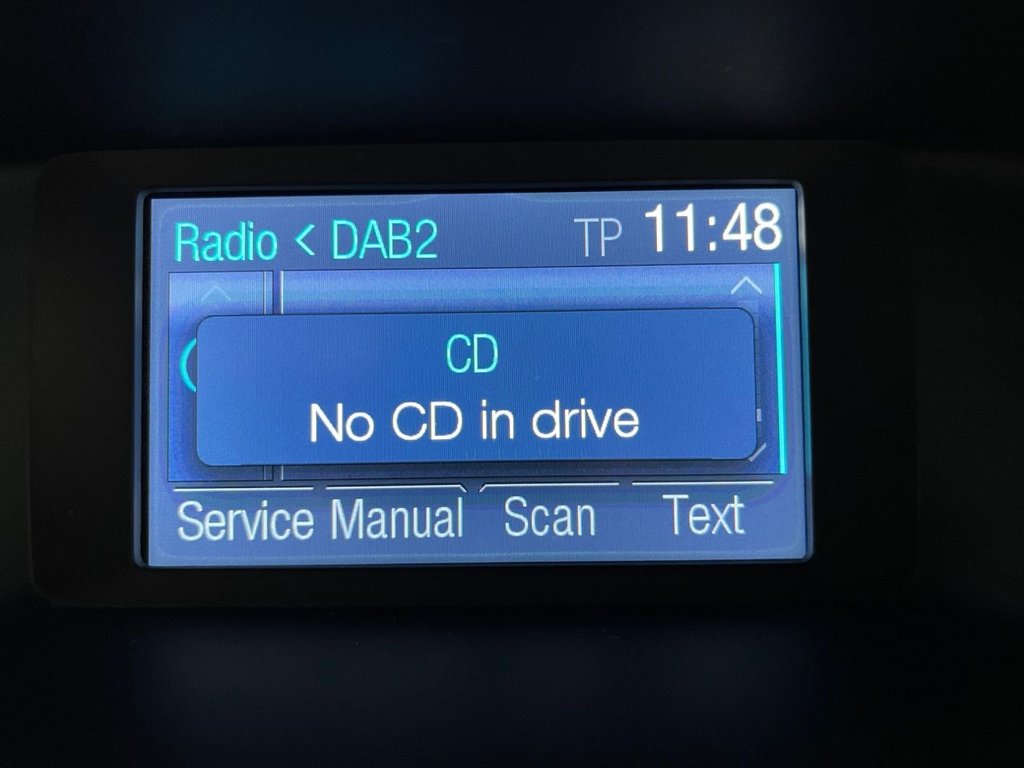 Radio < DAB2 TP 11:48
CD
No CD in drive
Service Manual Scan Text